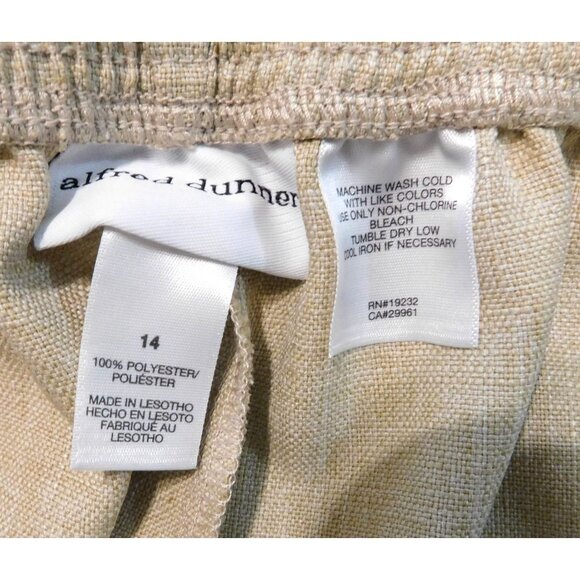 alfred dunner
14
100% POLYESTER/
POLIÉSTER
MADE IN LESOTHO
HECHO EN LESOTO
FABRIQUÉ AU
LESOTHO
MACHINE WASH COLD
WITH LIKE COLORS
USE ONLY NON-CHLORINE
BLEACH
TUMBLE DRY LOW
COOL IRON IF NECESSARY
RN#19232
CA#29961